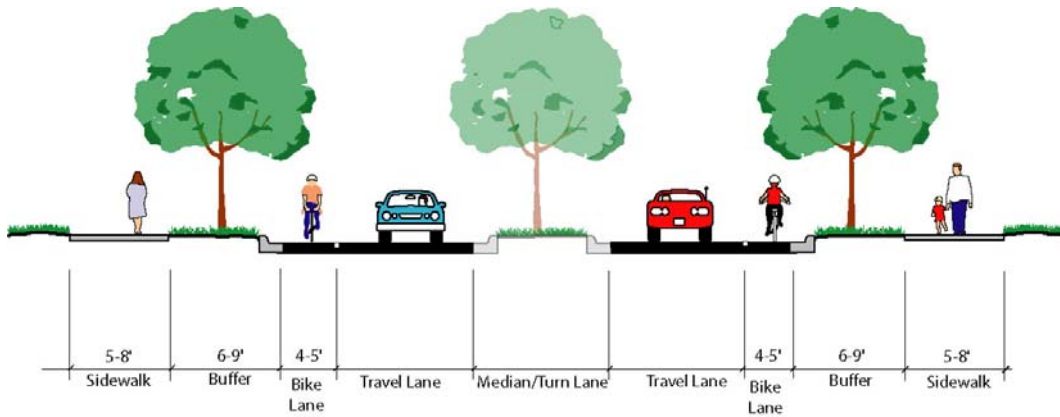 5-8' 6-9' 4-5' 4-5' 6-9' 5-8'
Sidewalk Buffer Bike Travel Lane Median/Turn Lane Travel Lane Bike Buffer Sidewalk
Lane Lane